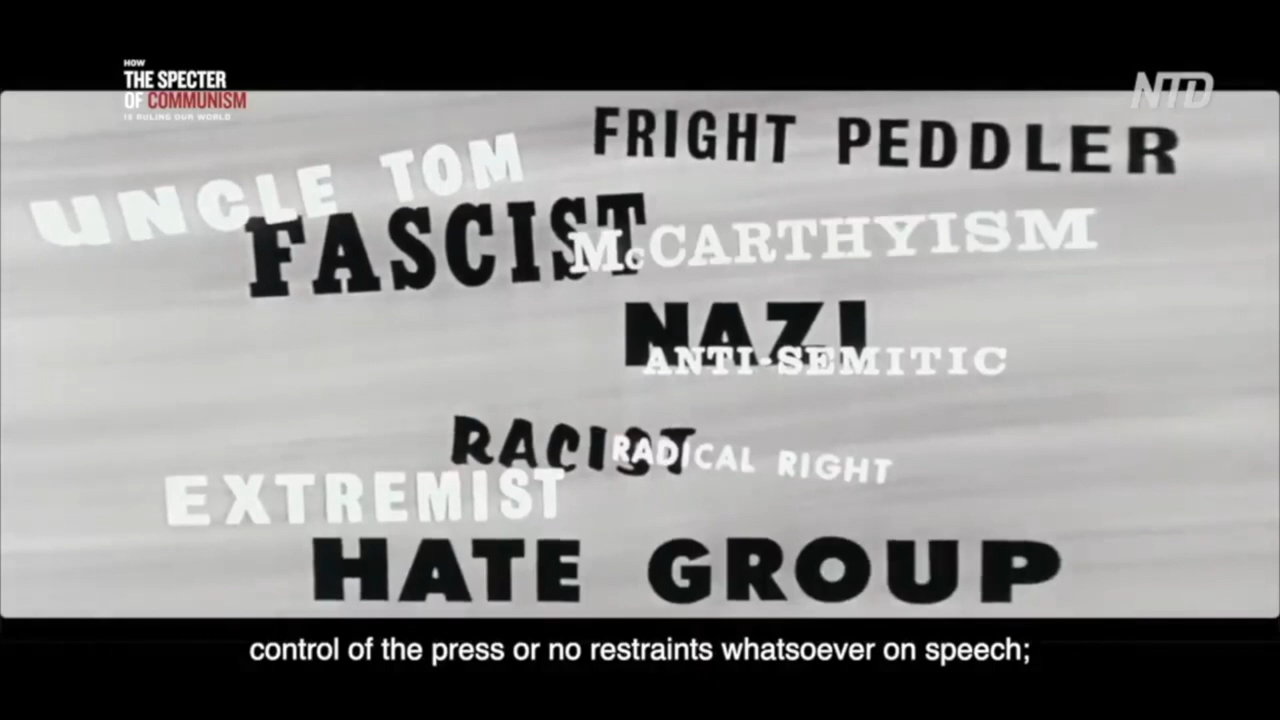 HOW
THE SPECTER
OF COMMUNISM
IS RULING OUR WORLD
NTD
FRIGHT PEDDLER
UNCLE TOM
FASCIST
McCARTHYISM
NAZI
ANTI-SEMITIC
RACIST
RADICAL RIGHT
EXTREMIST
HATE GROUP
control of the press or no restraints whatsoever on speech;